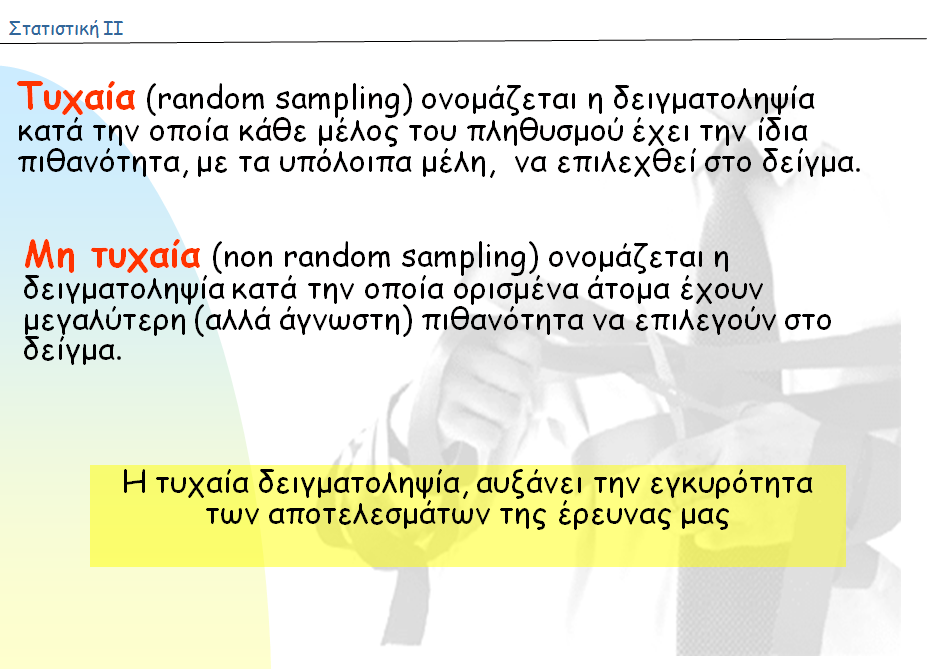 Στατιστική ΙΙ
Τυχαία (random sampling) ονομάζεται η δειγματοληψία
κατά την οποία κάθε μέλος του πληθυσμού έχει την ίδια
πιθανότητα, με τα υπόλοιπα μέλη, να επιλεχθεί στο δείγμα.
Μη τυχαία (non random sampling) ονομάζεται η
δειγματοληψία κατά την οποία ορισμένα άτομα έχουν
μεγαλύτερη (αλλά άγνωστη) πιθανότητα να επιλεγούν στο
δείγμα.
Η τυχαία δειγματοληψία, αυξάνει την εγκυρότητα
των αποτελεσμάτων της έρευνας μας